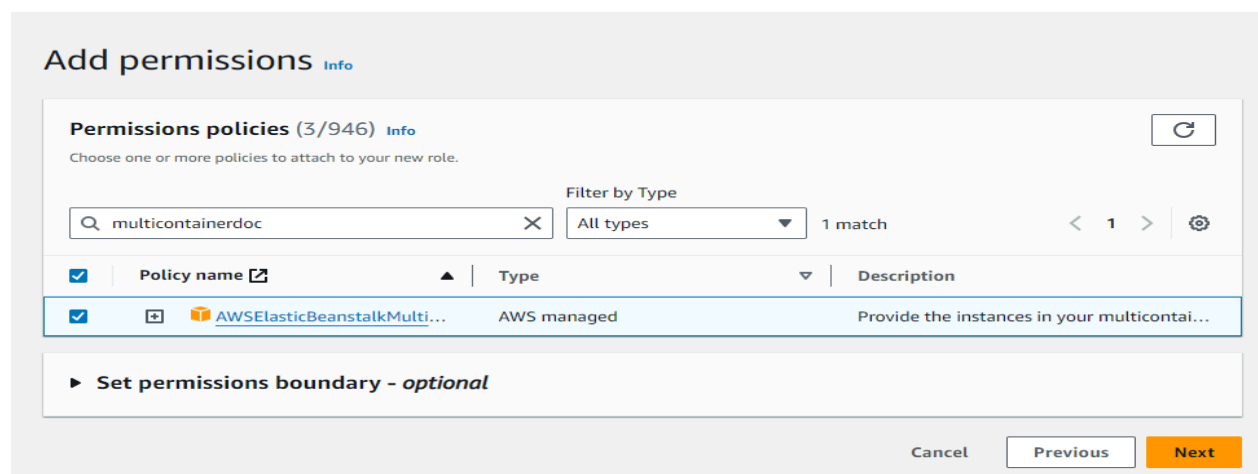 Add permissions Info
Permissions policies (3/946) Info
Choose one or more policies to attach to your new role.
Filter by Type
multicontainerdoc All types 1 match 1
Policy name Type Description
AWSElasticBeanstalkMulti... AWS managed Provide the instances in your multicontai...
Set permissions boundary - optional
Cancel Previous Next